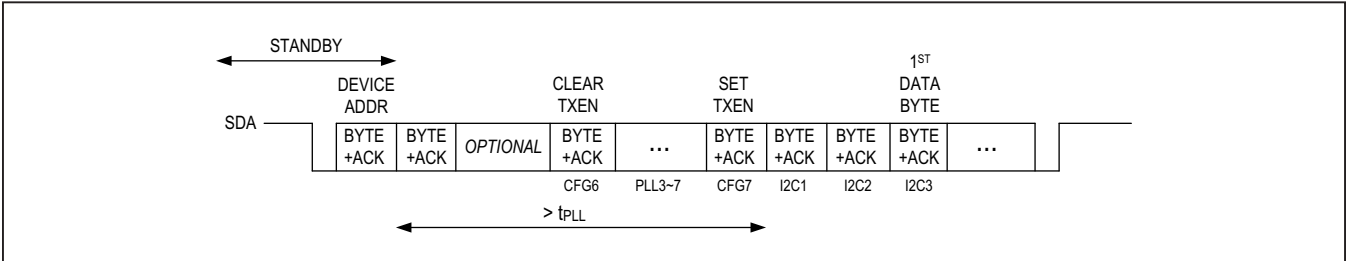 STANDBY
1ST
DEVICE CLEAR SET DATA
ADDR TXEN TXEN BYTE
SDA
BYTE BYTE OPTIONAL BYTE ... BYTE BYTE BYTE BYTE ...
+ACK +ACK +ACK +ACK +ACK +ACK +ACK
CFG6 PLL3~7 CFG7 I2C1 I2C2 I2C3
> tPLL